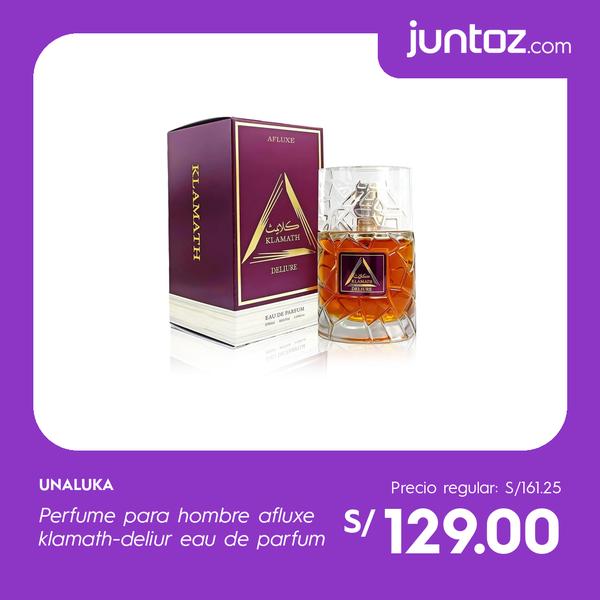 juntoz.com
AFLUXE
KLAMATH
كلامث
KLAMATH
DELIURE
EAU DE PARFUM
KLAMATH
DELIURE
UNALUKA
Perfume para hombre afluxe
klamath-deliur eau de parfum
Precio regular: S/161.25
S/ 129.00